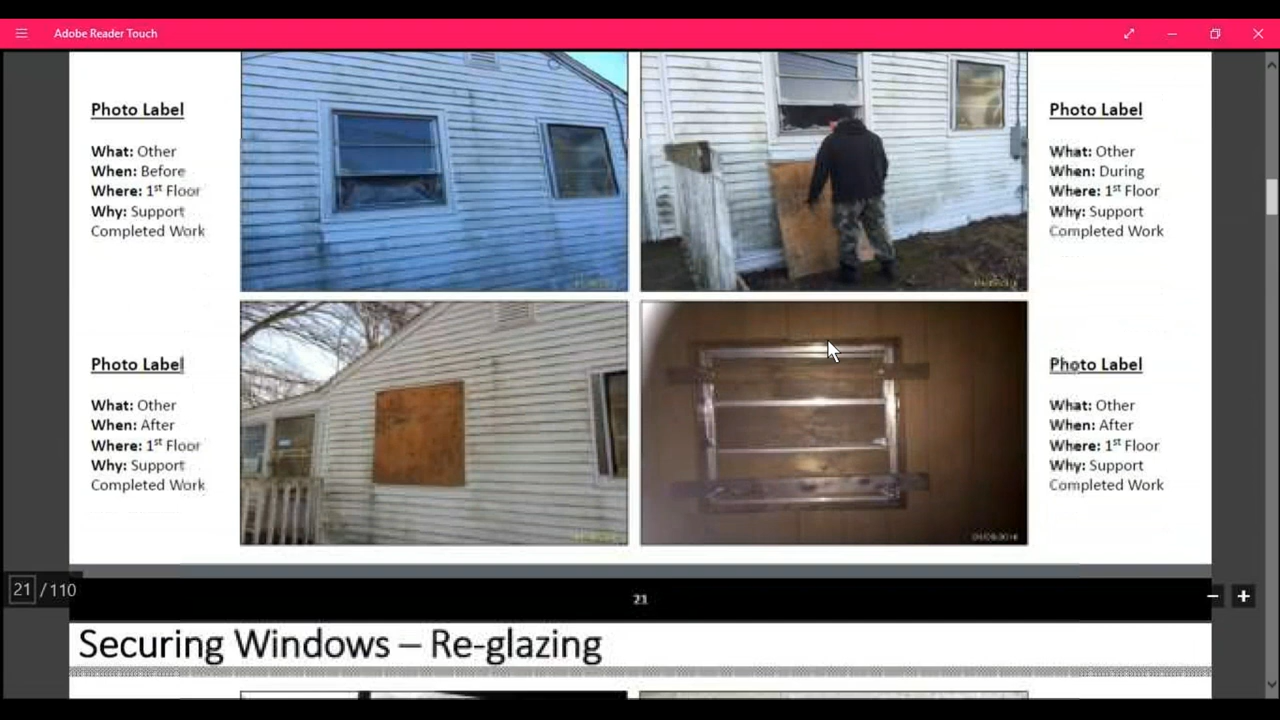 Adobe Reader Touch
Photo Label
What: Other
When: Before
Where: 1st Floor
Why: Support
Completed Work
Photo Label
What: Other
When: During
Where: 1st Floor
Why: Support
Completed Work
Photo Label
What: Other
When: After
Where: 1st Floor
Why: Support
Completed Work
Photo Label
What: Other
When: After
Where: 1st Floor
Why: Support
Completed Work
21 / 110
21
Securing Windows – Re-glazing